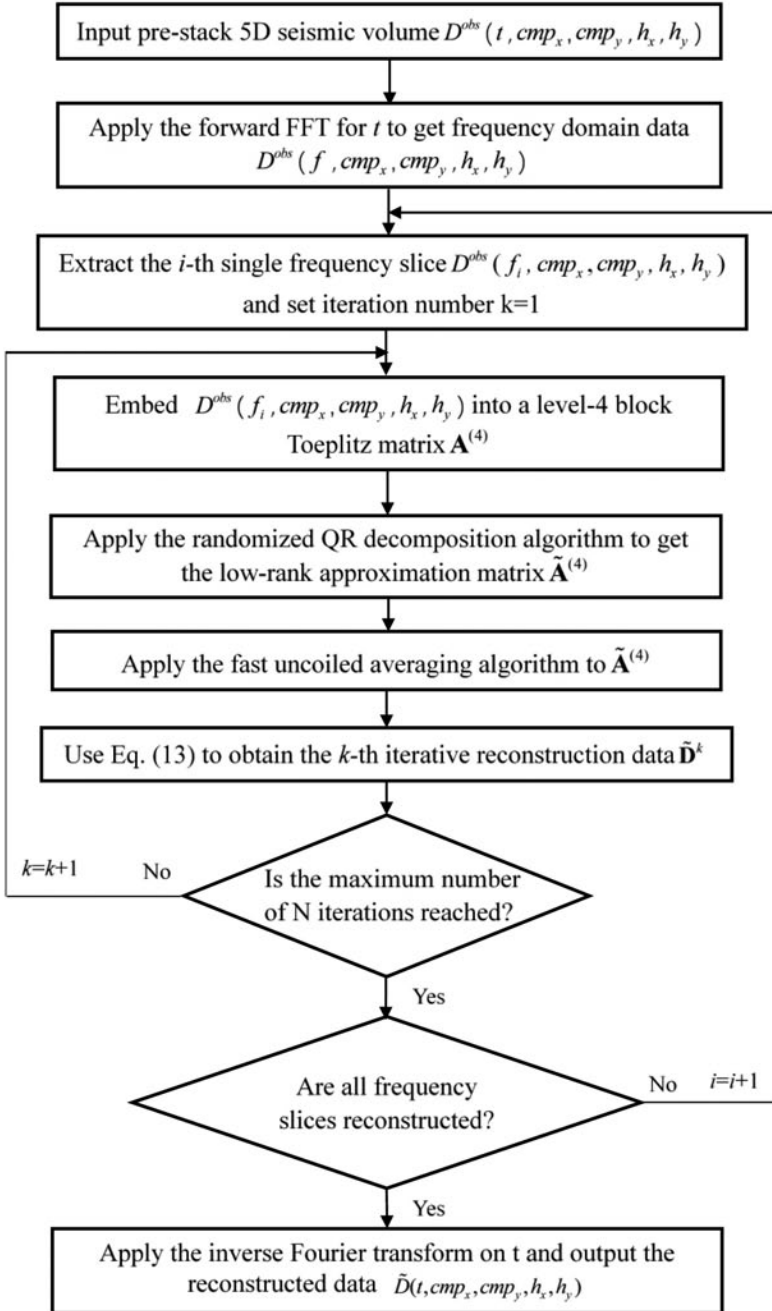 Input pre-stack 5D seismic volume D^obs (t, cmp_x, cmp_y, h_x, h_y)
Apply the forward FFT for t to get frequency domain data
D^obs (f, cmp_x, cmp_y, h_x, h_y)
Extract the i-th single frequency slice D^obs (f_i, cmp_x, cmp_y, h_x, h_y)
and set iteration number k=1
Embed D^obs (f_i, cmp_x, cmp_y, h_x, h_y) into a level-4 block
Toeplitz matrix A^(4)
Apply the randomized QR decomposition algorithm to get
the low-rank approximation matrix Ã^(4)
Apply the fast uncoiled averaging algorithm to Ã^(4)
Use Eq. (13) to obtain the k-th iterative reconstruction data D̃^k
k=k+1 No
Is the maximum number
of N iterations reached?
Yes
No i=i+1
Are all frequency
slices reconstructed?
Yes
Apply the inverse Fourier transform on t and output the
reconstructed data D̃(t,cmp_x,cmp_y,h_x,h_y)